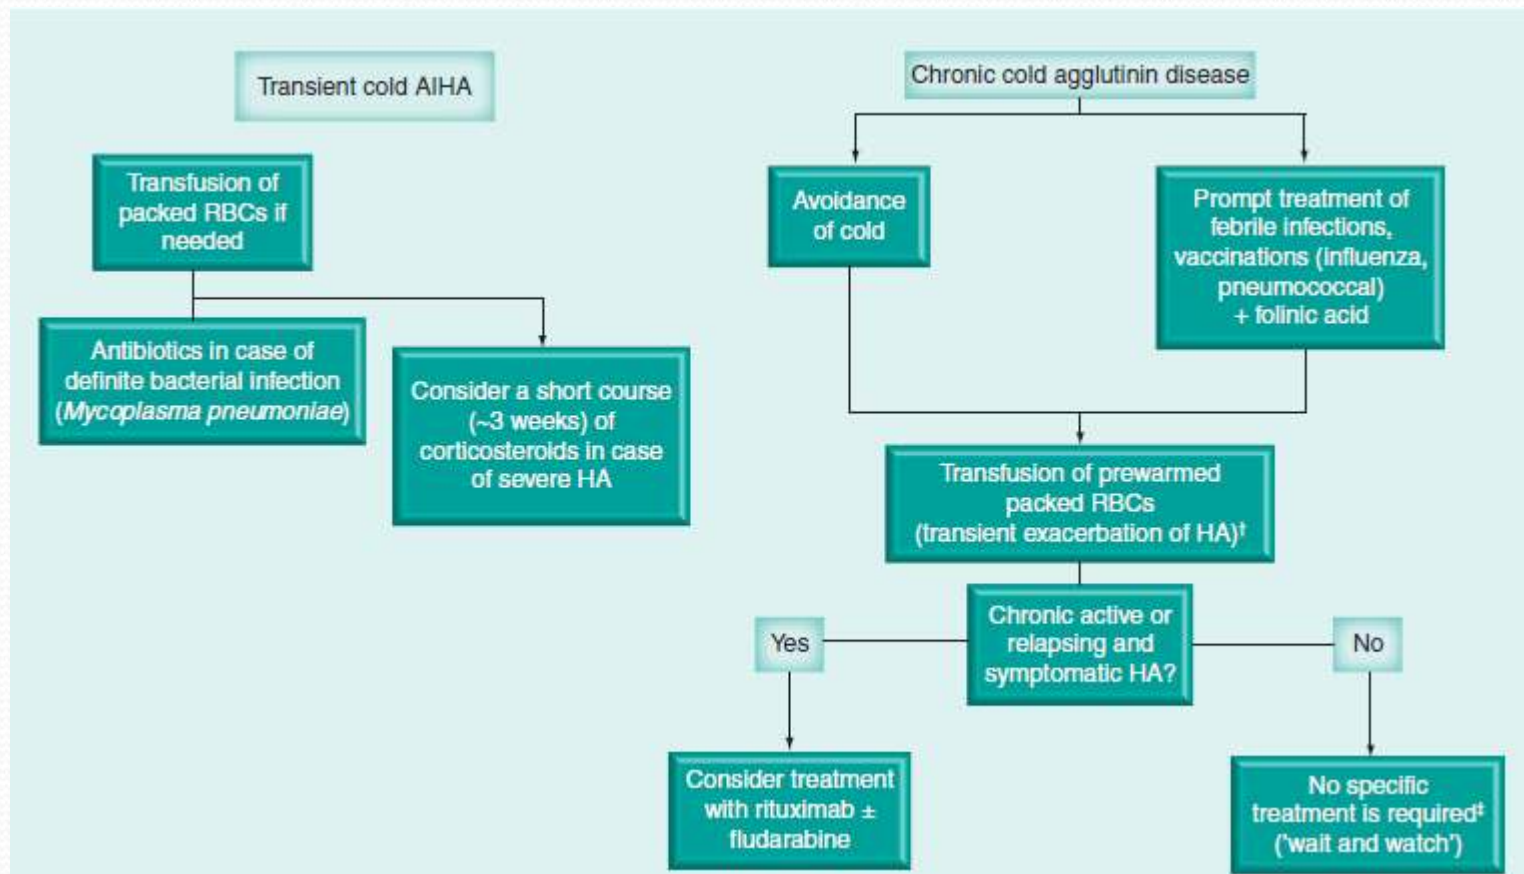 Transient cold AIHA
Transfusion of
packed RBCs if
needed
Antibiotics in case of
definite bacterial infection
(Mycoplasma pneumoniae)
Consider a short course
(~3 weeks) of
corticosteroids in case
of severe HA
Chronic cold agglutinin disease
Avoidance
of cold
Prompt treatment of
febrile infections,
vaccinations (influenza,
pneumococcal)
+ folinic acid
Transfusion of prewarmed
packed RBCs
(transient exacerbation of HA)†
Chronic active or
relapsing and
symptomatic HA?
Yes
No
Consider treatment
with rituximab ±
fludarabine
No specific
treatment is required‡
('wait and watch')